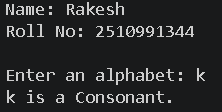 Name: Rakesh
Roll No: 2510991344
Enter an alphabet: k
k is a Consonant.